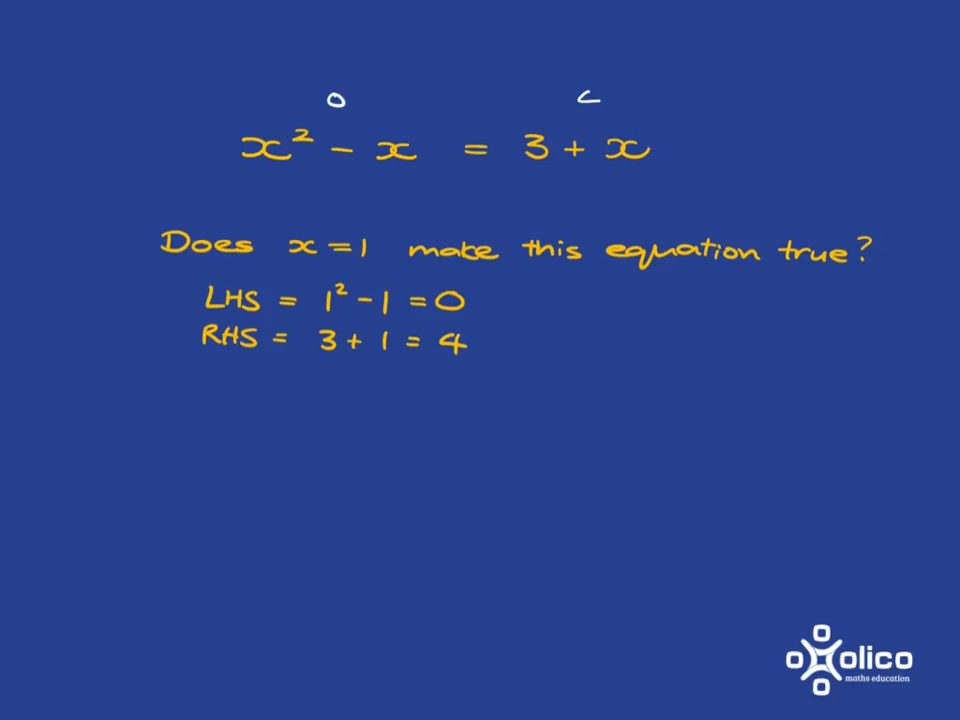 0
x² - x = 3 + x
Does x = 1 make this equation true?
LHS = 1² - 1 = 0
RHS = 3 + 1 = 4
olico
maths education